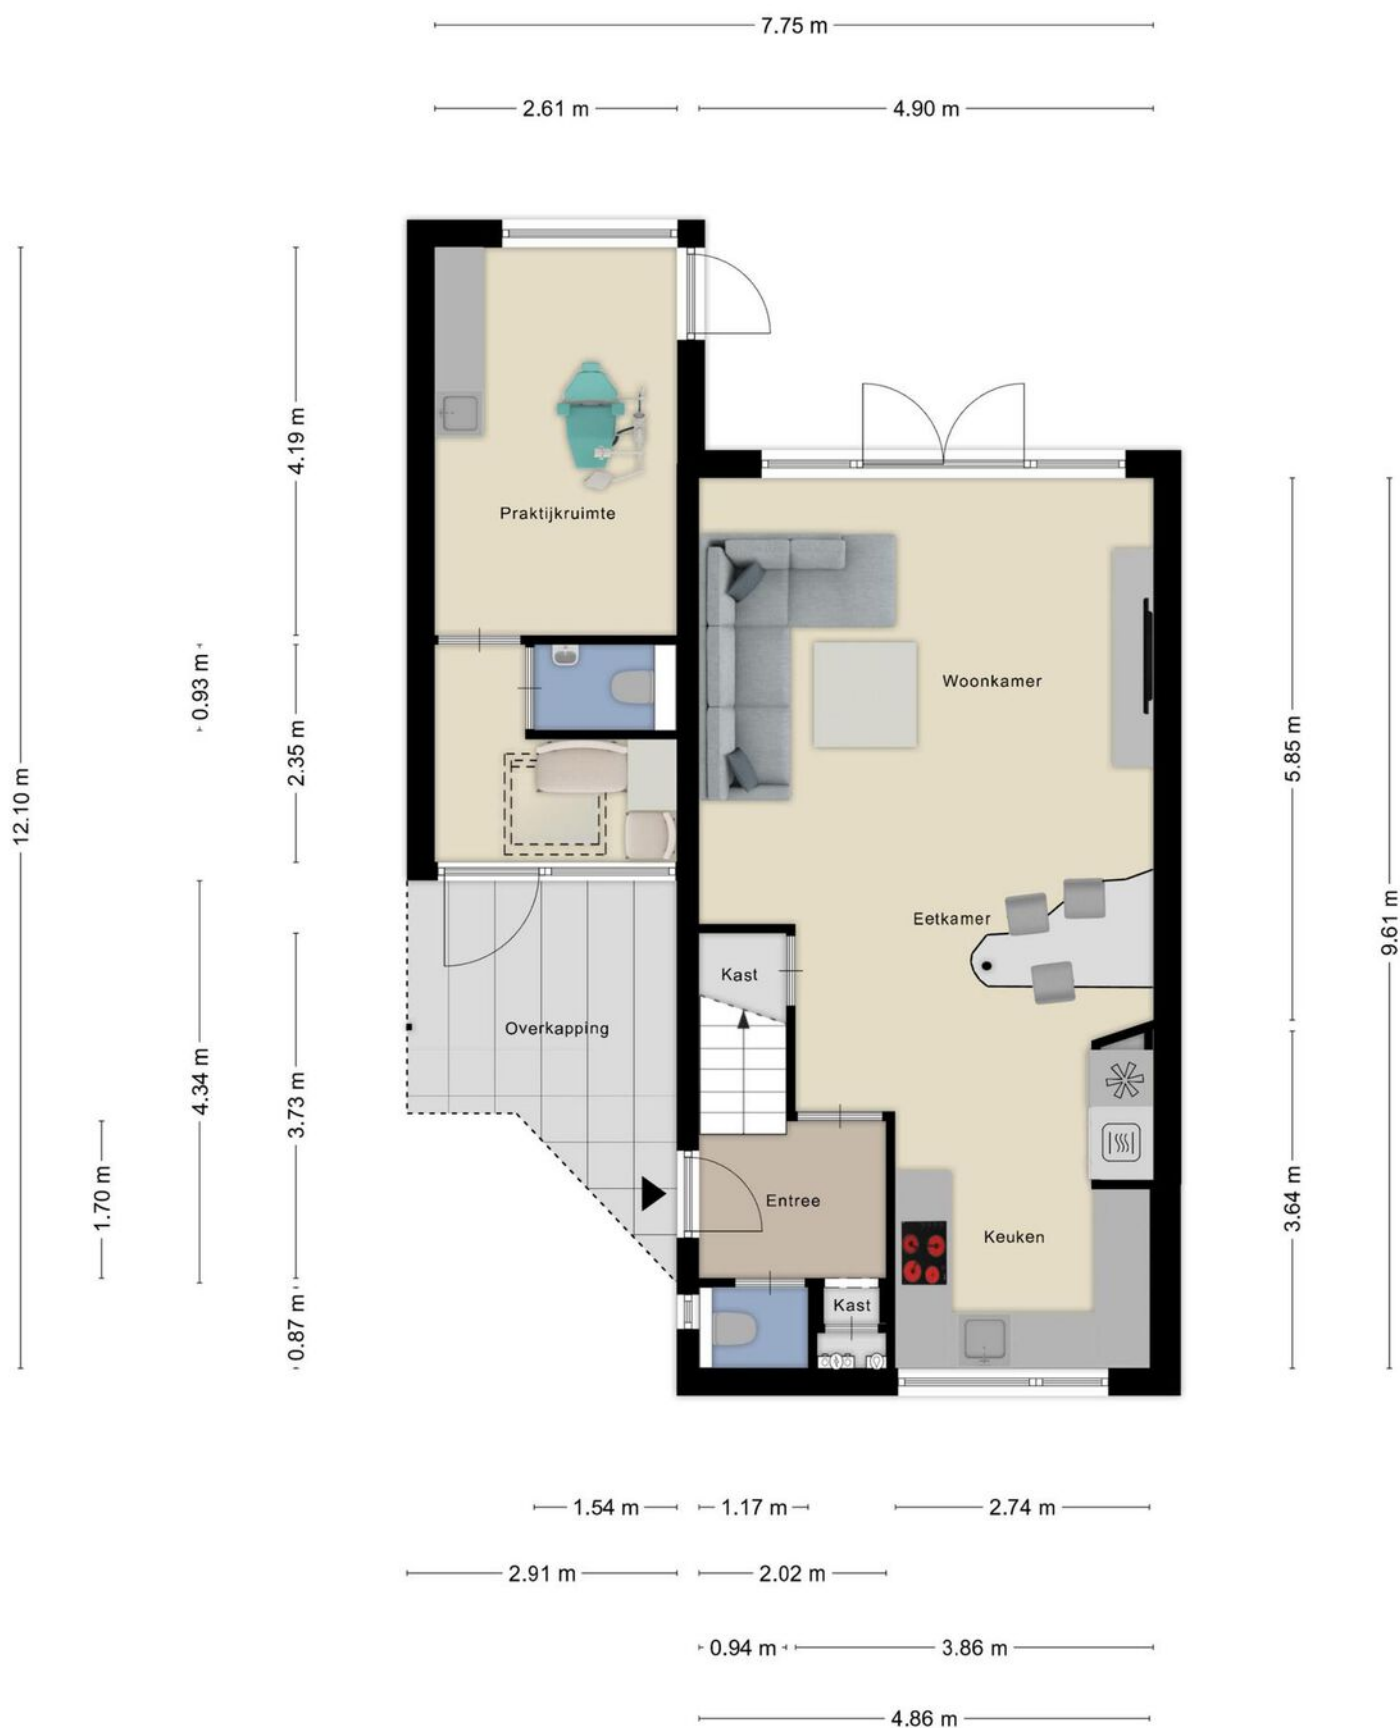 7.75 m
2.61 m
4.90 m
4.19 m
Praktijkruimte
0.93 m
Woonkamer
2.35 m
5.85 m
12.10 m
9.61 m
Eetkamer
Kast
Overkapping
4.34 m
3.73 m
1.70 m
Entree
3.64 m
Keuken
Kast
0.87 m
1.54 m
1.17 m
2.74 m
2.91 m
2.02 m
0.94 m
3.86 m
4.86 m